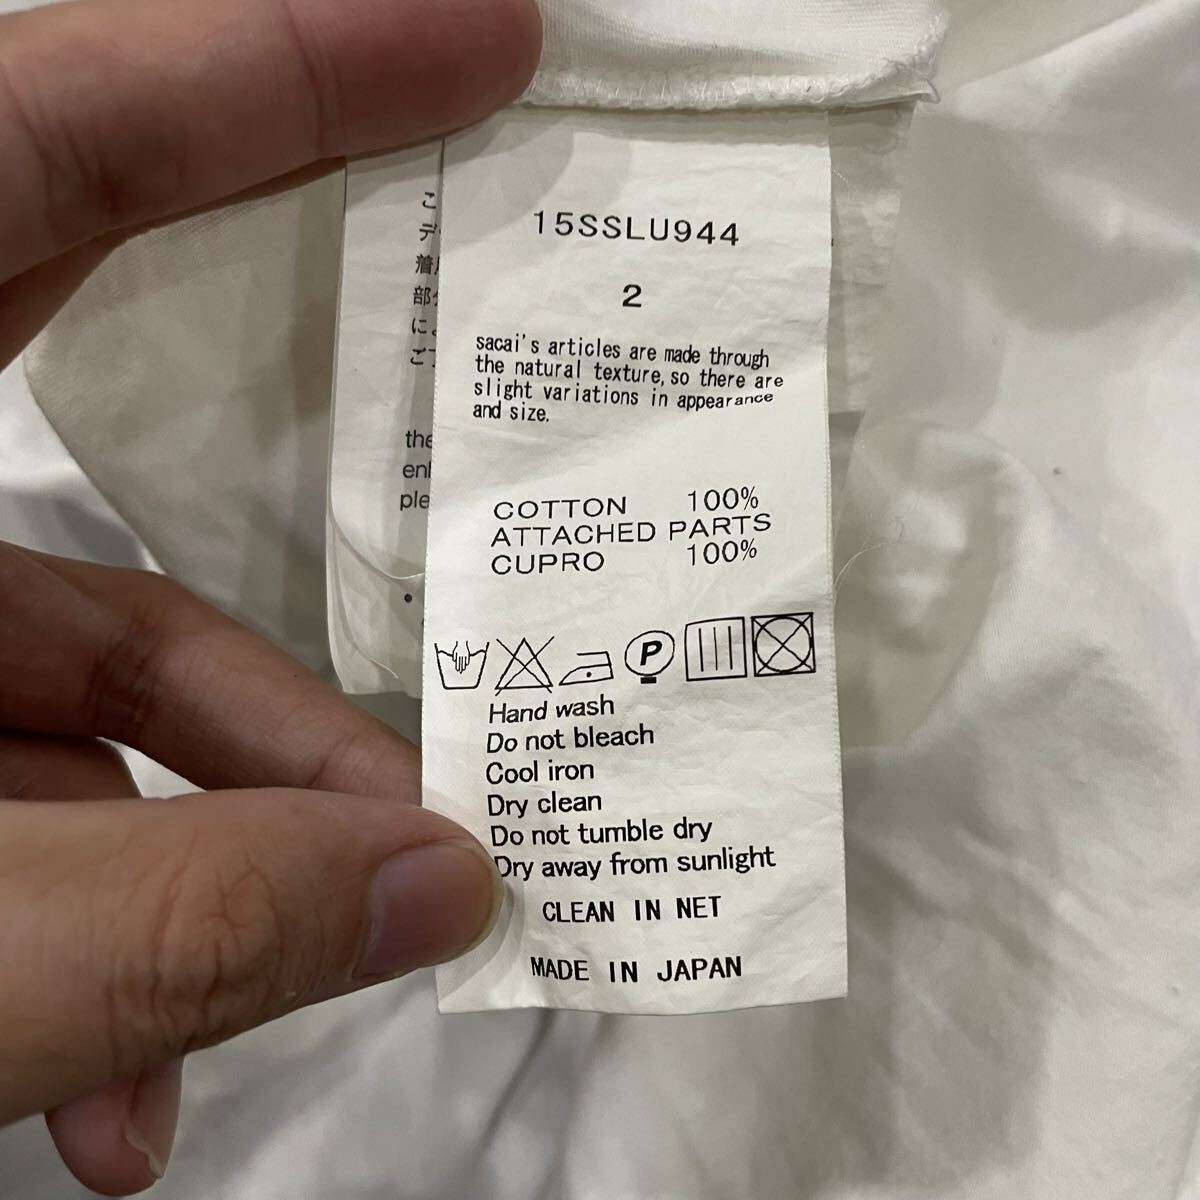 15SSLU944
2
sacai's articles are made through
the natural texture, so there are
slight variations in appearance
and size.
COTTON 100%
ATTACHED PARTS
CUPRO 100%
P
Hand wash
Do not bleach
Cool iron
Dry clean
Do not tumble dry
Dry away from sunlight
CLEAN IN NET
MADE IN JAPAN
こ
デ
着
部
に
ご
the
ple